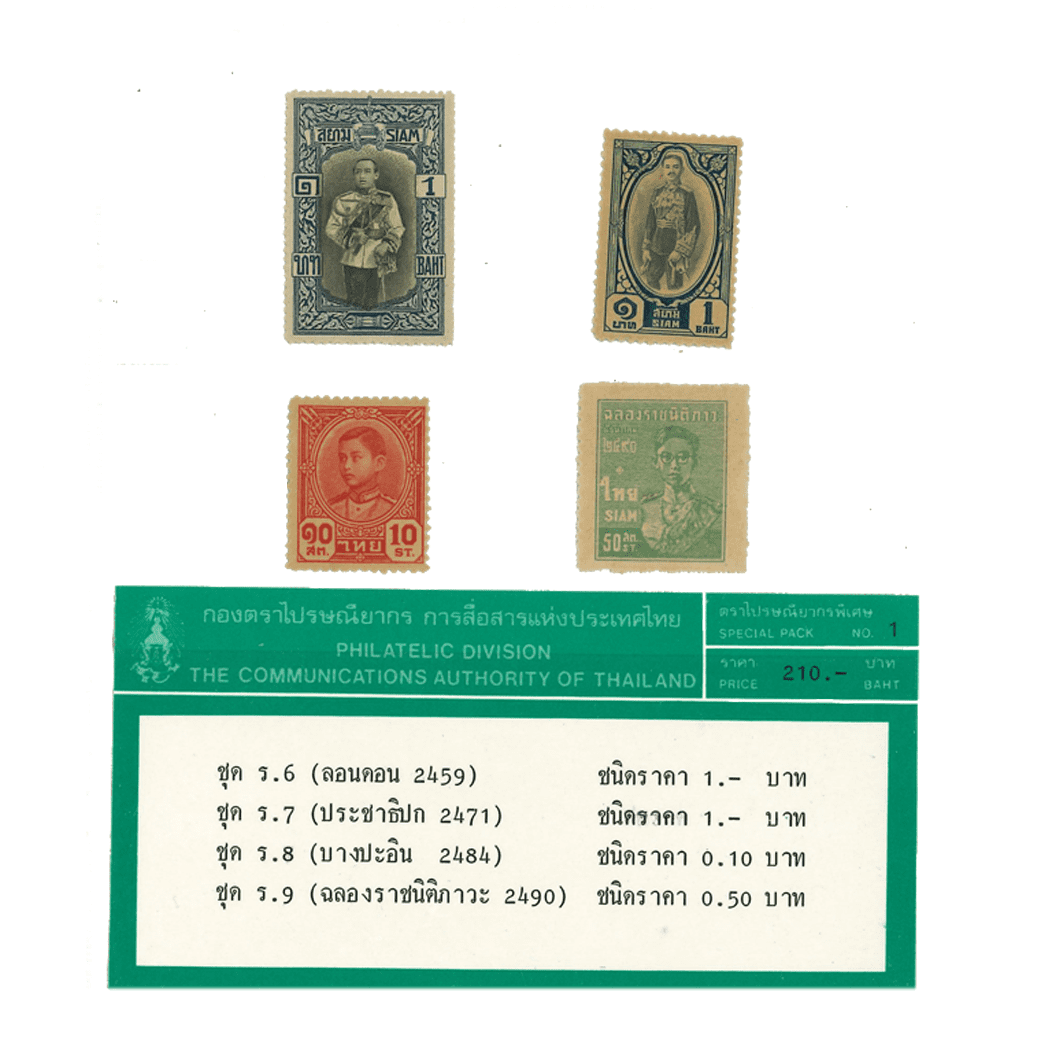 สยาม SIAM
๑ 1
บาท BAHT
๑ 1
บาท สยาม BAHT
SIAM
๑๐ ไทย 10
สต. ST.
ฉลองราชนิติภาวะ
๒๔๙๐
ไทย
SIAM
50 สต.
ST
กองตราไปรษณียากร การสื่อสารแห่งประเทศไทย
PHILATELIC DIVISION
THE COMMUNICATIONS AUTHORITY OF THAILAND
ตราไปรษณียากรพิเศษ
SPECIAL PACK NO. 1
ราคา 210.- บาท
PRICE BAHT
ชุด ร.6 (ลอนดอน 2459) ชนิดราคา 1.- บาท
ชุด ร.7 (ประชาธิปก 2471) ชนิดราคา 1.- บาท
ชุด ร.8 (บางปะอิน 2484) ชนิดราคา 0.10 บาท
ชุด ร.9 (ฉลองราชนิติภาวะ 2490) ชนิดราคา 0.50 บาท